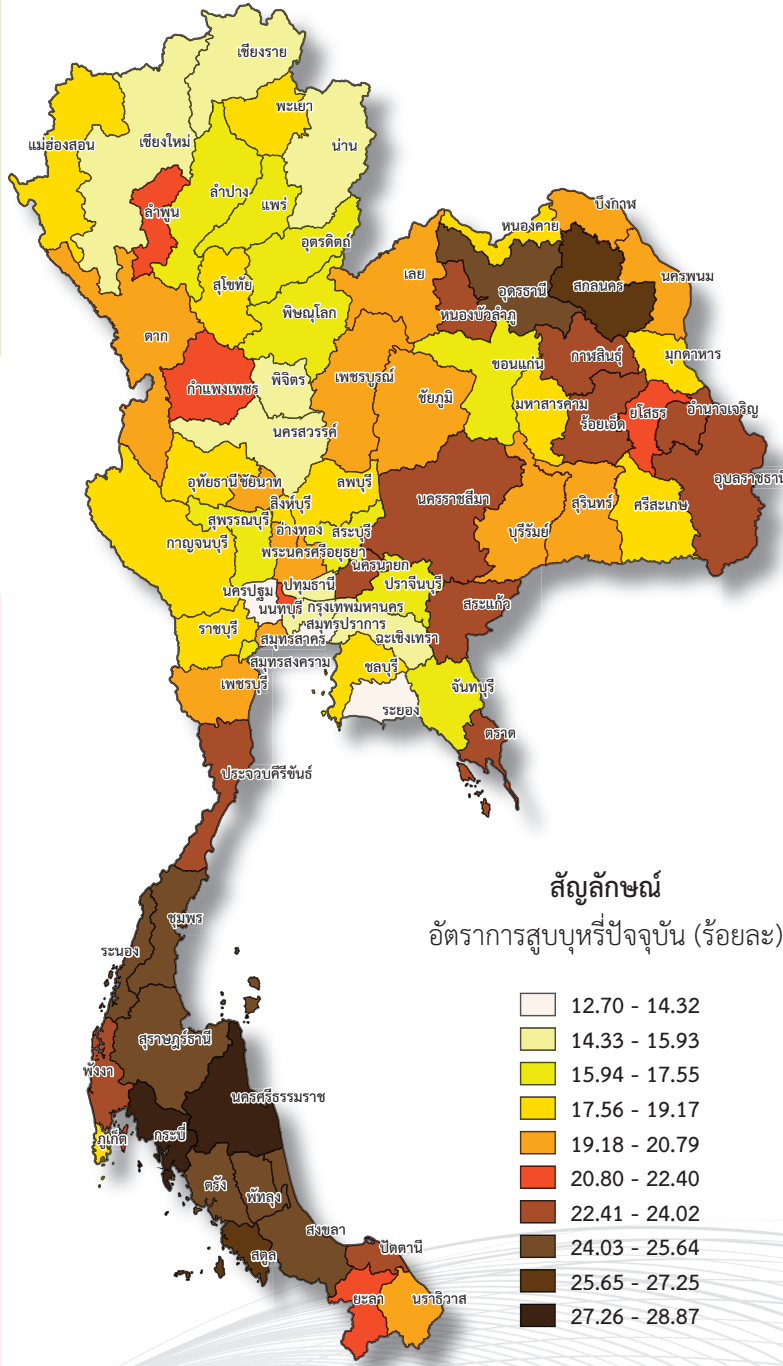 เชียงราย
พะเยา
แม่ฮ่องสอน
เชียงใหม่
น่าน
ลำปาง
แพร่
ลำพูน
อุตรดิตถ์
สุโขทัย
พิษณุโลก
ตาก
กำแพงเพชร
พิจิตร
เพชรบูรณ์
นครสวรรค์
บึงกาฬ
หนองคาย
เลย
อุดรธานี
สกลนคร
นครพนม
หนองบัวลำภู
ขอนแก่น
กาฬสินธุ์
มุกดาหาร
ชัยภูมิ
มหาสารคาม
ร้อยเอ็ด
ยโสธร
อำนาจเจริญ
อุบลราชธานี
นครราชสีมา
บุรีรัมย์
สุรินทร์
ศรีสะเกษ
อุทัยธานี
ชัยนาท
สิงห์บุรี
ลพบุรี
สุพรรณบุรี
อ่างทอง
สระบุรี
กาญจนบุรี
พระนครศรีอยุธยา
นครนายก
นครปฐม
ปทุมธานี
ปราจีนบุรี
นนทบุรี
กรุงเทพมหานคร
สระแก้ว
สมุทรปราการ
ราชบุรี
สมุทรสาคร
ฉะเชิงเทรา
สมุทรสงคราม
ชลบุรี
เพชรบุรี
จันทบุรี
ระยอง
ตราด
ประจวบคีรีขันธ์
ชุมพร
ระนอง
สุราษฎร์ธานี
พังงา
นครศรีธรรมราช
ภูเก็ต
กระบี่
ตรัง
พัทลุง
สงขลา
สตูล
ปัตตานี
ยะลา
นราธิวาส
สัญลักษณ์
อัตราการสูบบุหรี่ปัจจุบัน (ร้อยละ)
12.70 - 14.32
14.33 - 15.93
15.94 - 17.55
17.56 - 19.17
19.18 - 20.79
20.80 - 22.40
22.41 - 24.02
24.03 - 25.64
25.65 - 27.25
27.26 - 28.87